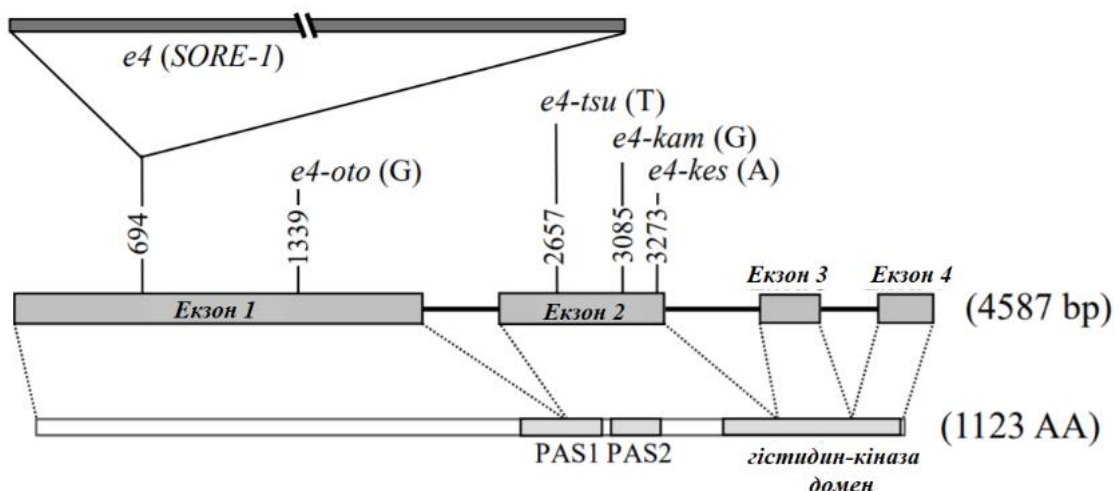 e4 (SORE-1)
e4-tsu (T)
e4-kam (G)
e4-oto (G)
e4-kes (A)
694
1339
2657
3085
3273
Екзон 1
Екзон 2
Екзон 3
Екзон 4
(4587 bp)
(1123 AA)
PAS1 PAS2
гістидин-кіназа
домен